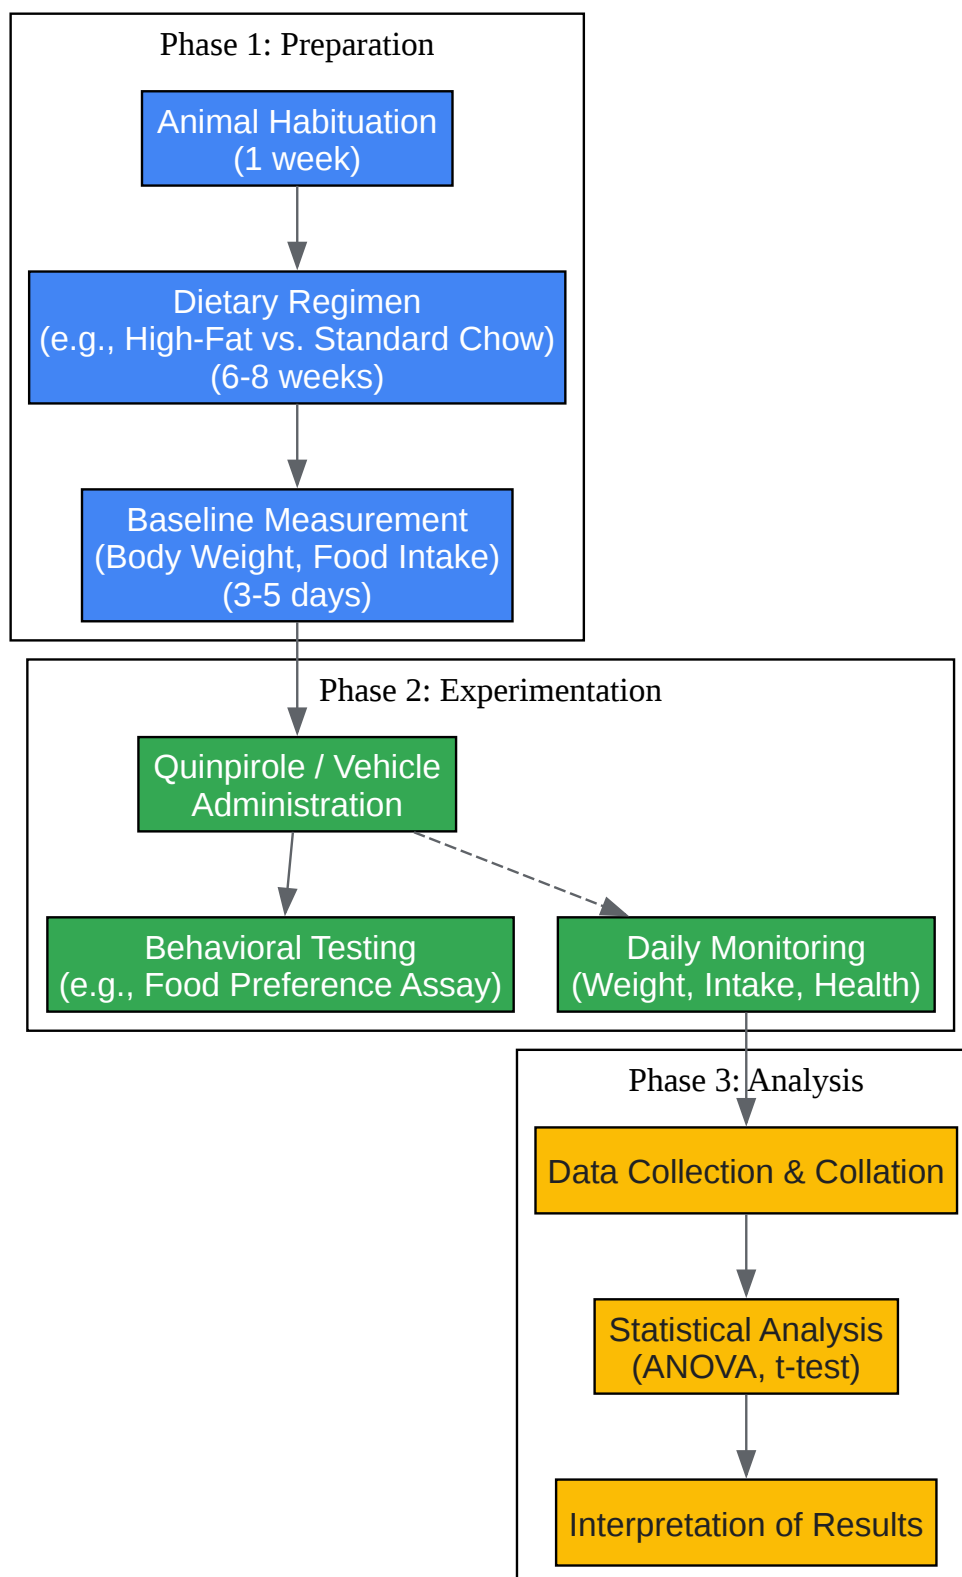 Phase 1: Preparation
Animal Habituation
(1 week)
Dietary Regimen
(e.g., High-Fat vs. Standard Chow)
(6-8 weeks)
Baseline Measurement
(Body Weight, Food Intake)
(3-5 days)
Phase 2: Experimentation
Quinpirole / Vehicle
Administration
Behavioral Testing
(e.g., Food Preference Assay)
Daily Monitoring
(Weight, Intake, Health)
Phase 3: Analysis
Data Collection & Collation
Statistical Analysis
(ANOVA, t-test)
Interpretation of Results